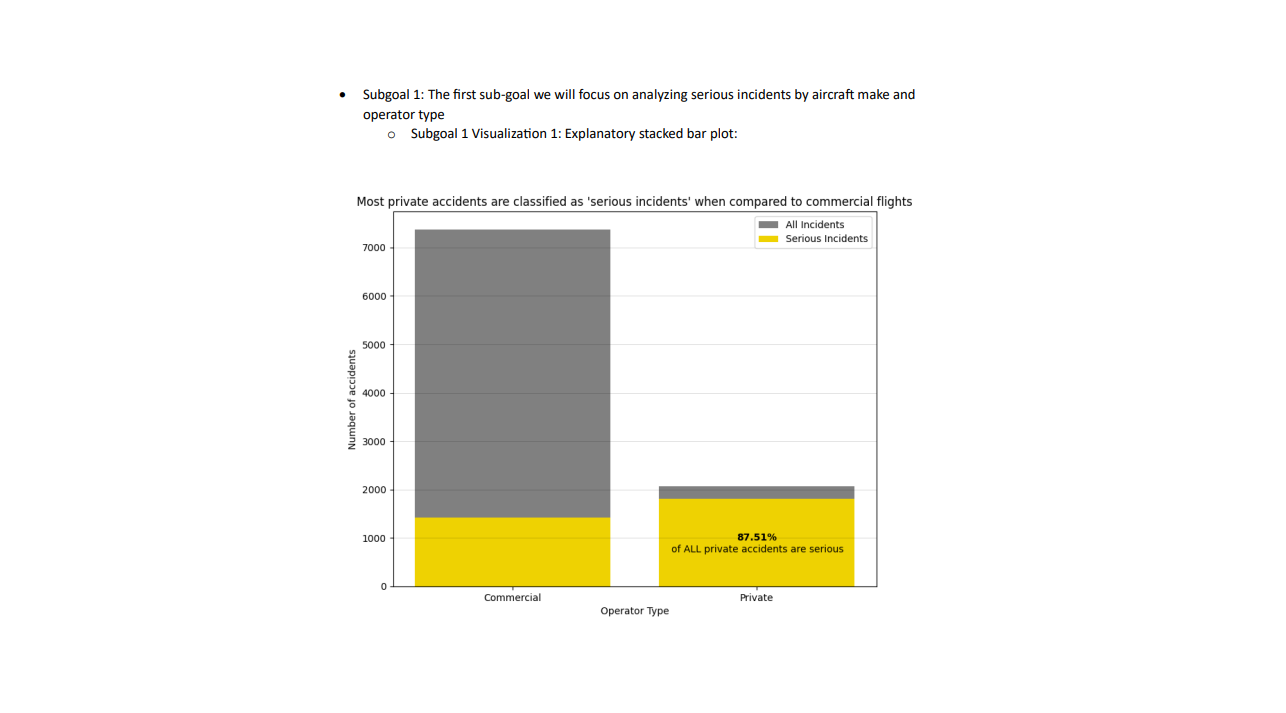 • Subgoal 1: The first sub-goal we will focus on analyzing serious incidents by aircraft make and
operator type
o Subgoal 1 Visualization 1: Explanatory stacked bar plot:
Most private accidents are classified as 'serious incidents' when compared to commercial flights
All Incidents
Serious Incidents
Number of accidents
7000
6000
5000
4000
3000
2000
1000
0
87.51%
of ALL private accidents are serious
Commercial
Private
Operator Type